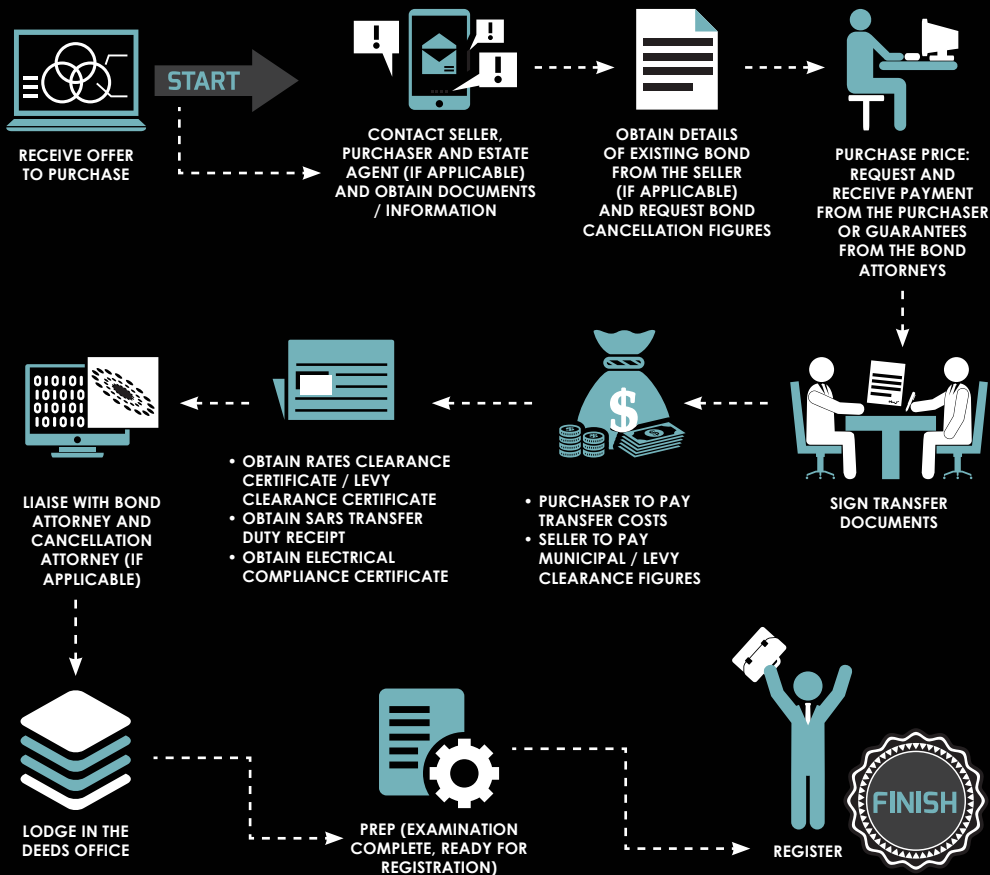 START
RECEIVE OFFER
TO PURCHASE
!
!
!
CONTACT SELLER,
PURCHASER AND ESTATE
AGENT (IF APPLICABLE)
AND OBTAIN DOCUMENTS
/ INFORMATION
OBTAIN DETAILS
OF EXISTING BOND
FROM THE SELLER
(IF APPLICABLE)
AND REQUEST BOND
CANCELLATION FIGURES
PURCHASE PRICE:
REQUEST AND
RECEIVE PAYMENT
FROM THE PURCHASER
OR GUARANTEES
FROM THE BOND
ATTORNEYS
SIGN TRANSFER
DOCUMENTS
$
• PURCHASER TO PAY
TRANSFER COSTS
• SELLER TO PAY
MUNICIPAL / LEVY
CLEARANCE FIGURES
• OBTAIN RATES CLEARANCE
CERTIFICATE / LEVY
CLEARANCE CERTIFICATE
• OBTAIN SARS TRANSFER
DUTY RECEIPT
• OBTAIN ELECTRICAL
COMPLIANCE CERTIFICATE
010101
010101
010101
010101
LIAISE WITH BOND
ATTORNEY AND
CANCELLATION
ATTORNEY (IF
APPLICABLE)
LODGE IN THE
DEEDS OFFICE
PREP (EXAMINATION
COMPLETE, READY FOR
REGISTRATION)
REGISTER
FINISH